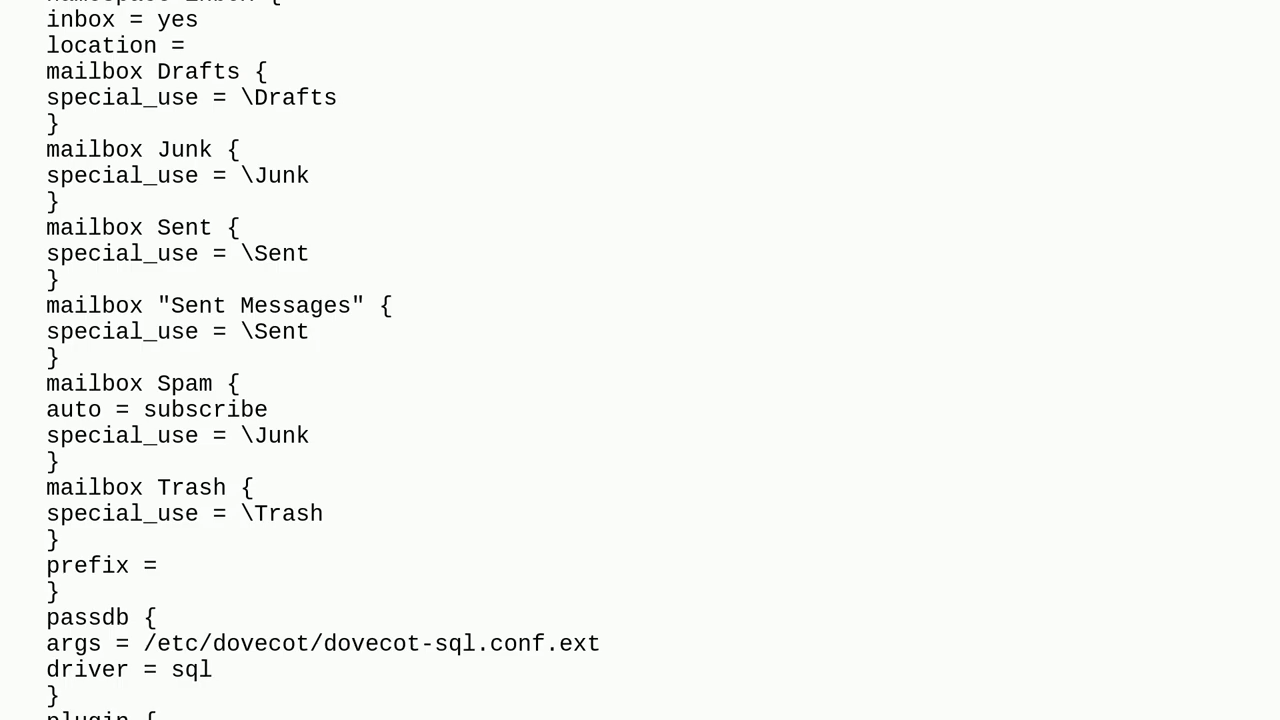 inbox = yes
location =
mailbox Drafts {
special_use = \Drafts
}
mailbox Junk {
special_use = \Junk
}
mailbox Sent {
special_use = \Sent
}
mailbox "Sent Messages" {
special_use = \Sent
}
mailbox Spam {
auto = subscribe
special_use = \Junk
}
mailbox Trash {
special_use = \Trash
}
prefix =
}
passdb {
args = /etc/dovecot/dovecot-sql.conf.ext
driver = sql
}
plugin {